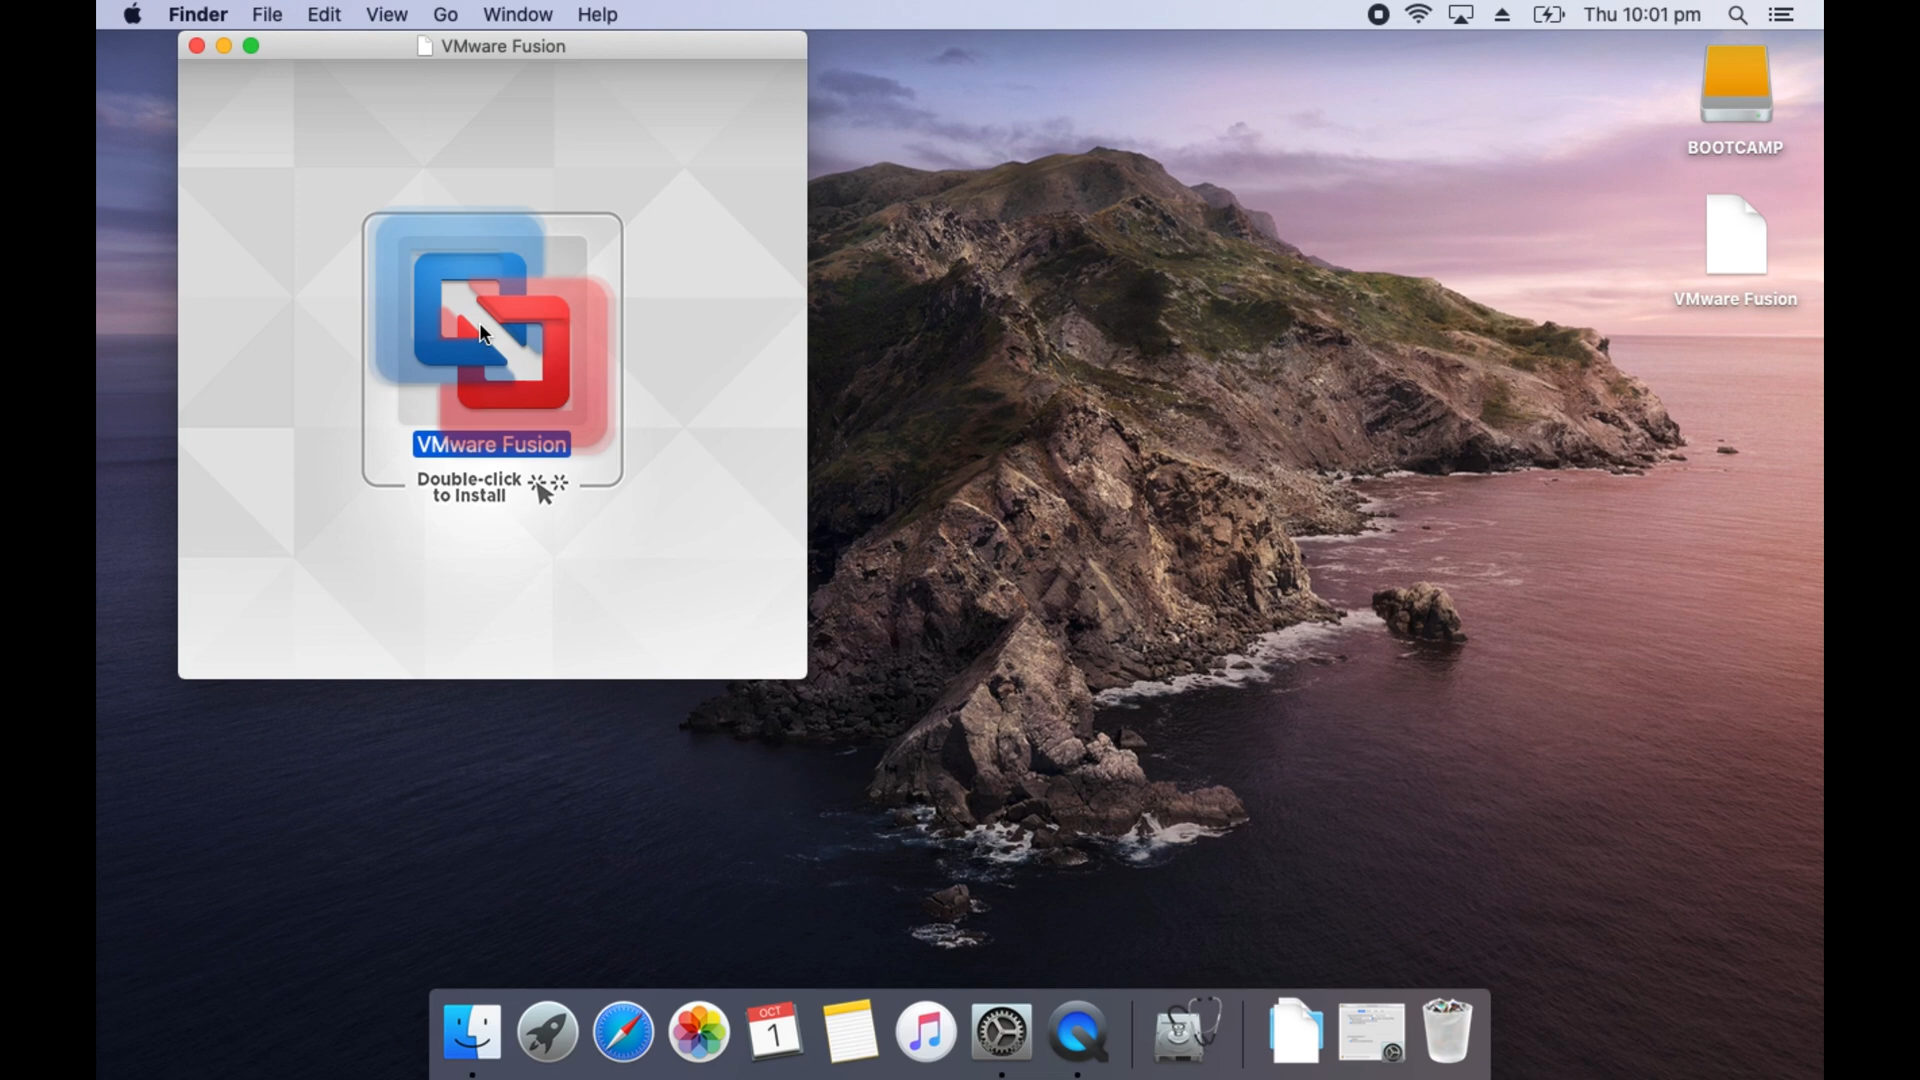 Finder File Edit View Go Window Help
Thu 10:01 pm
VMware Fusion
BOOTCAMP
VMware Fusion
VMware Fusion
Double-click
to Install
OCT
1